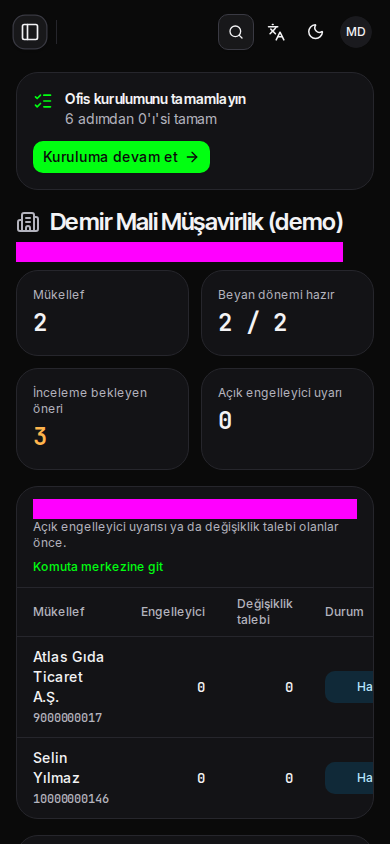 MD
Ofis kurulumunu tamamlayın
6 adımdan 0'ı'si tamam
Kuruluma devam et →
Demir Mali Müşavirlik (demo)
Mükellef
2
Beyan dönemi hazır
2 / 2
İnceleme bekleyen
öneri
3
Açık engelleyici uyarı
0
Açık engelleyici uyarısı ya da değişiklik talebi olanlar
önce.
Komuta merkezine git
Mükellef Engelleyici Değişiklik talebi Durum
Atlas Gıda
Ticaret
A.Ş.
9000000017
0 0 Ha
Selin
Yılmaz
10000000146
0 0 Ha